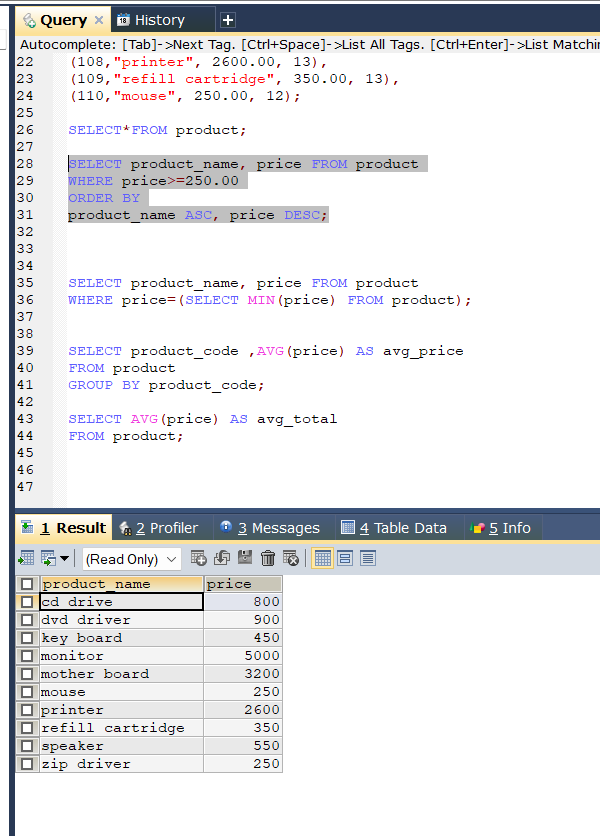 Query
History
Autocomplete: [Tab]->Next Tag. [Ctrl+Space]->List All Tags. [Ctrl+Enter]->List Matchin
22 (108,"printer", 2600.00, 13),
23 (109,"refill cartridge", 350.00, 13),
24 (110,"mouse", 250.00, 12);
25
26 SELECT*FROM product;
27
28 SELECT product_name, price FROM product
29 WHERE price>=250.00
30 ORDER BY
31 product_name ASC, price DESC;
32
33
34
35 SELECT product_name, price FROM product
36 WHERE price=(SELECT MIN(price) FROM product);
37
38
39 SELECT product_code ,AVG(price) AS avg_price
40 FROM product
41 GROUP BY product_code;
42
43 SELECT AVG(price) AS avg_total
44 FROM product;
45
46
47
1 Result 2 Profiler 3 Messages 4 Table Data 5 Info
(Read Only)
product_name price
cd drive 800
dvd driver 900
key board 450
monitor 5000
mother board 3200
mouse 250
printer 2600
refill cartridge 350
speaker 550
zip driver 250